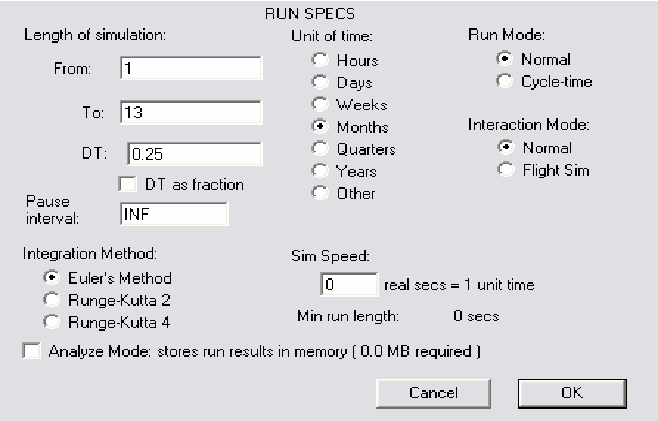 RUN SPECS
Length of simulation:
From: 1
To: 13
DT: 0.25
DT as fraction
Pause
interval: INF
Unit of time:
Hours
Days
Weeks
Months
Quarters
Years
Other
Run Mode:
Normal
Cycle-time
Interaction Mode:
Normal
Flight Sim
Integration Method:
Euler's Method
Runge-Kutta 2
Runge-Kutta 4
Sim Speed:
0 real secs = 1 unit time
Min run length: 0 secs
Analyze Mode: stores run results in memory ( 0.0 MB required )
Cancel
OK